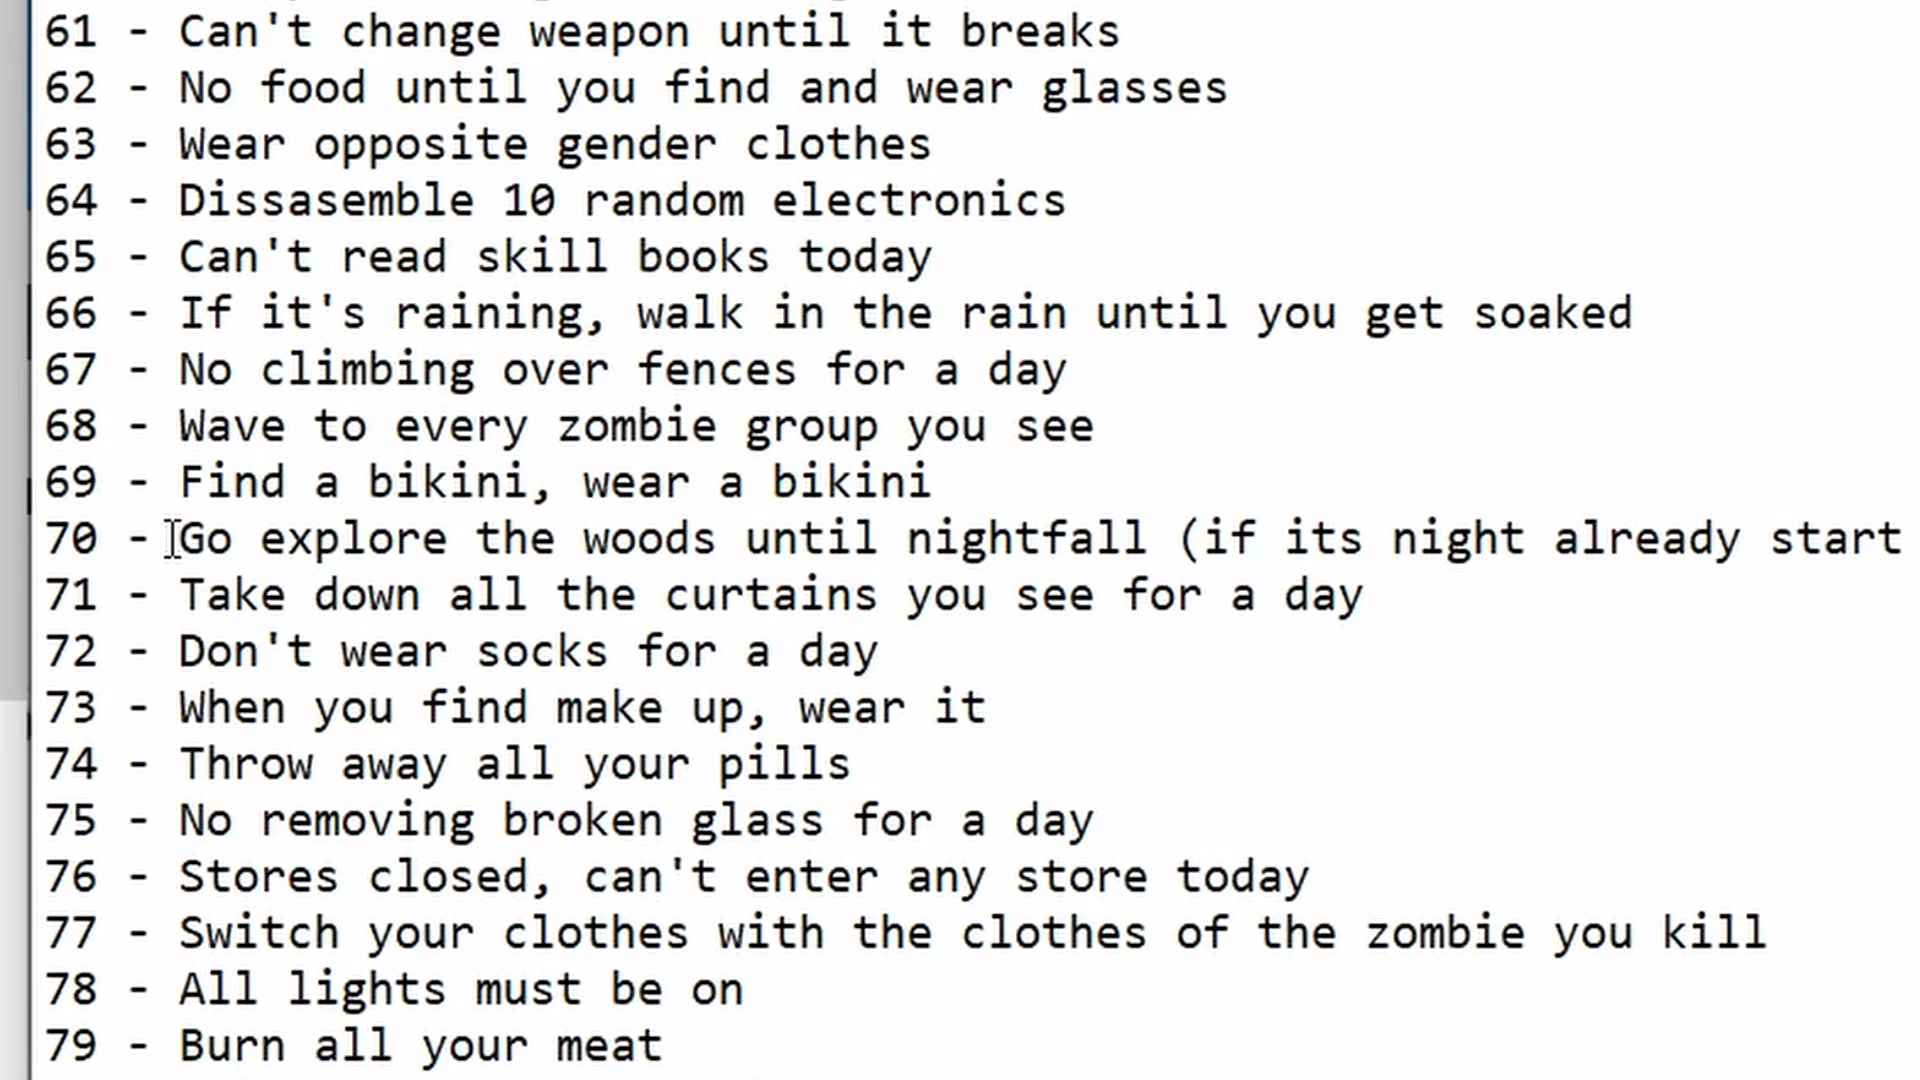 61 - Can't change weapon until it breaks
62 - No food until you find and wear glasses
63 - Wear opposite gender clothes
64 - Dissasemble 10 random electronics
65 - Can't read skill books today
66 - If it's raining, walk in the rain until you get soaked
67 - No climbing over fences for a day
68 - Wave to every zombie group you see
69 - Find a bikini, wear a bikini
70 - Go explore the woods until nightfall (if its night already start
71 - Take down all the curtains you see for a day
72 - Don't wear socks for a day
73 - When you find make up, wear it
74 - Throw away all your pills
75 - No removing broken glass for a day
76 - Stores closed, can't enter any store today
77 - Switch your clothes with the clothes of the zombie you kill
78 - All lights must be on
79 - Burn all your meat